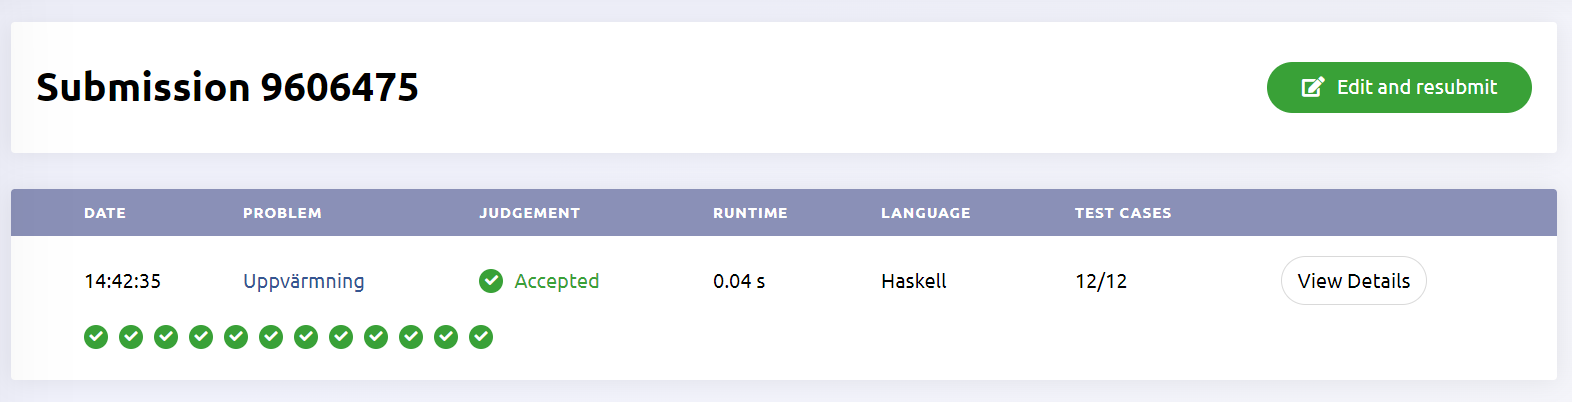 Submission 9606475
Edit and resubmit
DATE PROBLEM JUDGEMENT RUNTIME LANGUAGE TEST CASES
14:42:35 Uppvärmning Accepted 0.04 s Haskell 12/12 View Details